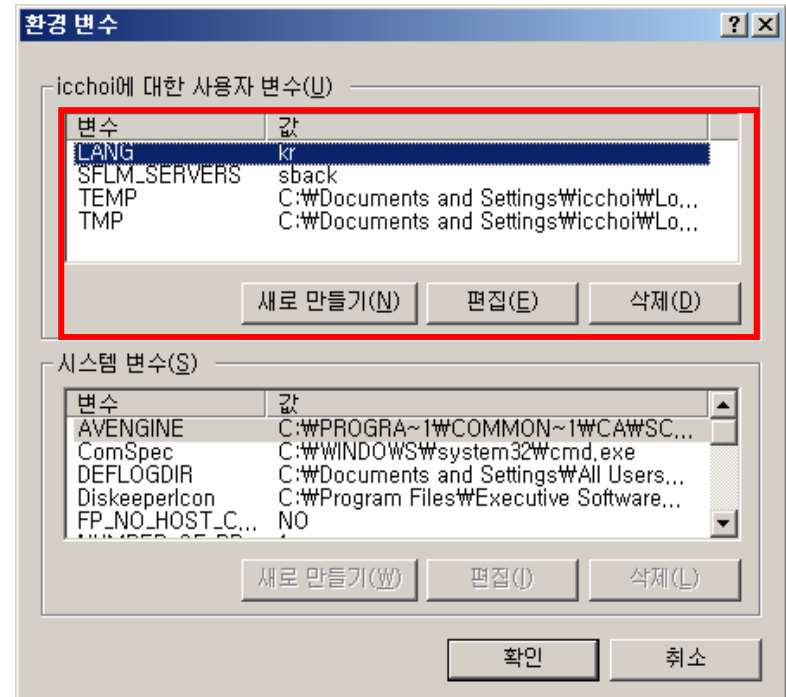 환경 변수
icchoi에 대한 사용자 변수(U)
변수 값
LANG kr
SFLM_SERVERS sback
TEMP C:₩Documents and Settings₩icchoi₩Lo...
TMP C:₩Documents and Settings₩icchoi₩Lo...
새로 만들기(N) 편집(E) 삭제(D)
시스템 변수(S)
변수 값
AVENGINE C:₩PROGRA~1₩COMMON~1₩CA₩SC...
ComSpec C:₩WINDOWS₩system32₩cmd.exe
DEFLOGDIR C:₩Documents and Settings₩All Users...
DiskeeperIcon C:₩Program Files₩Executive Software...
FP_NO_HOST_C... NO
새로 만들기(W) 편집(I) 삭제(L)
확인 취소